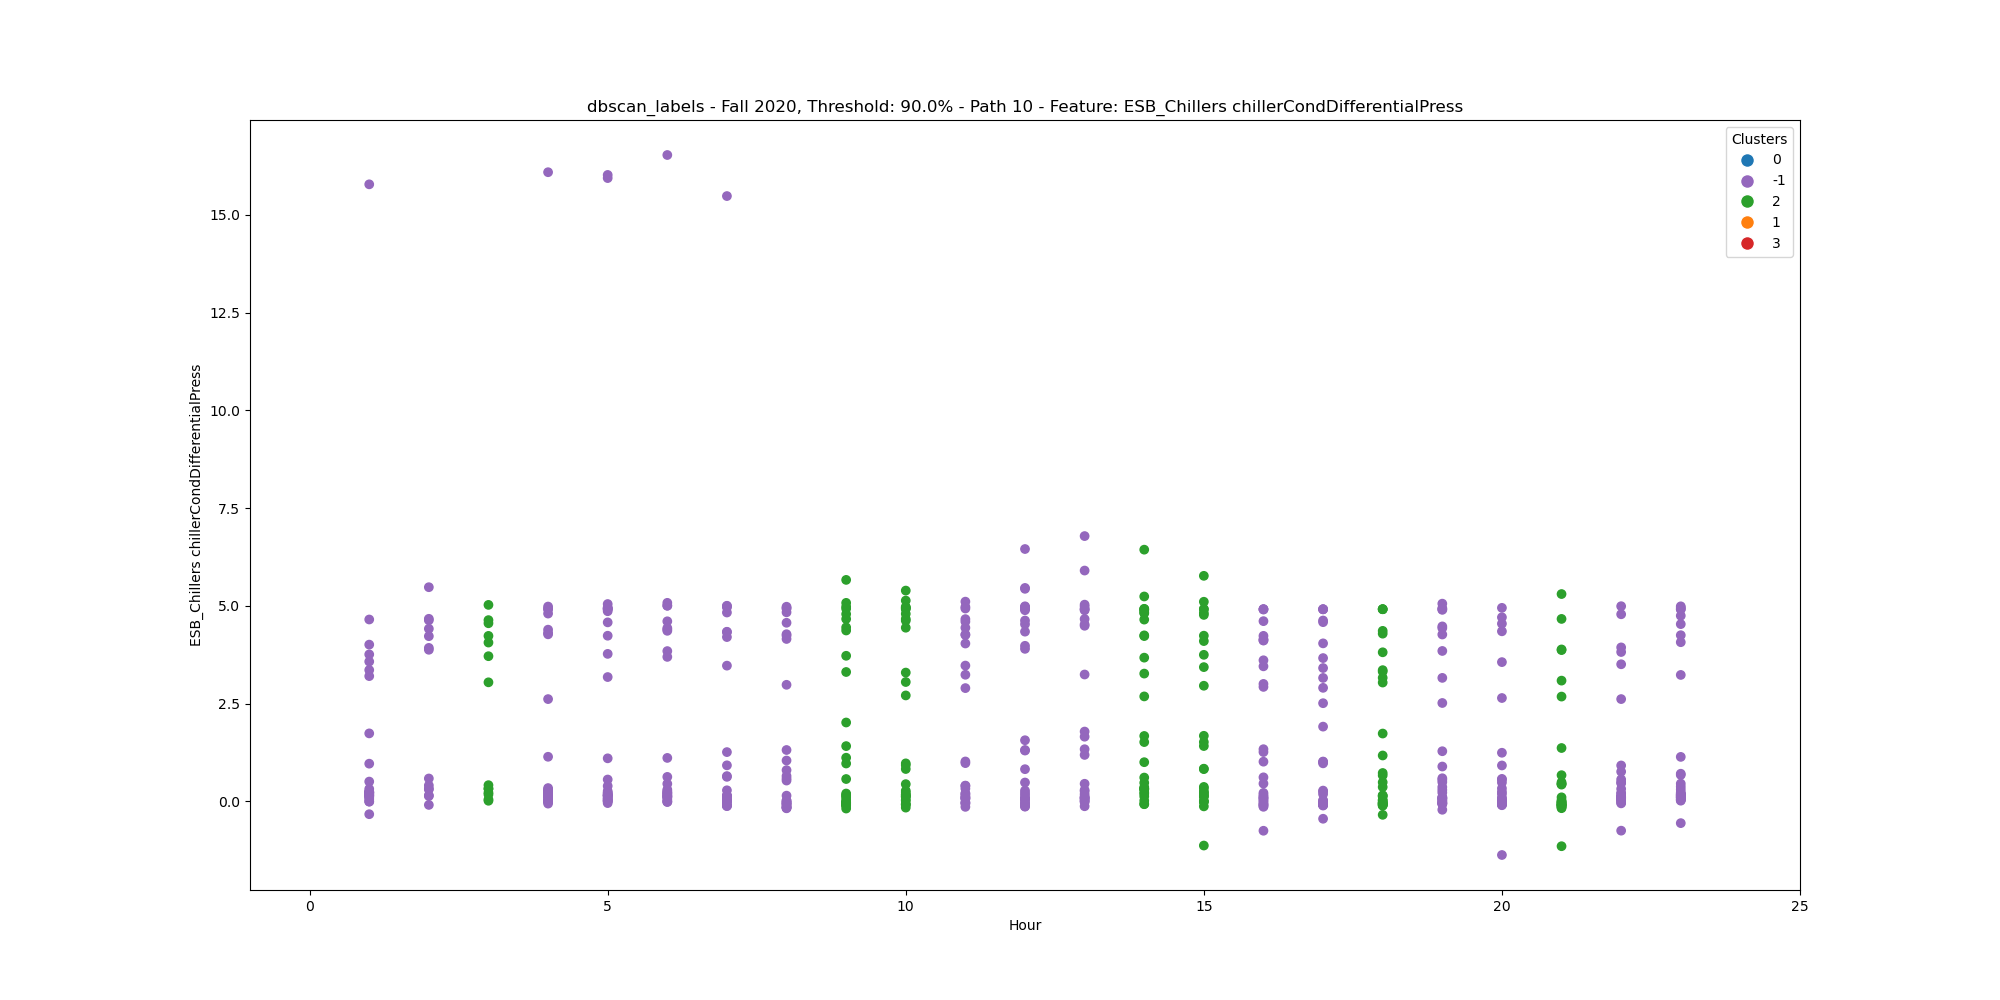 dbscan_labels - Fall 2020, Threshold: 90.0% - Path 10 - Feature: ESB_Chillers chillerCondDifferentialPress
Clusters
0
-1
2
1
3
ESB_Chillers chillerCondDifferentialPress
15.0
12.5
10.0
7.5
5.0
2.5
0.0
0 5 10 15 20 25
Hour